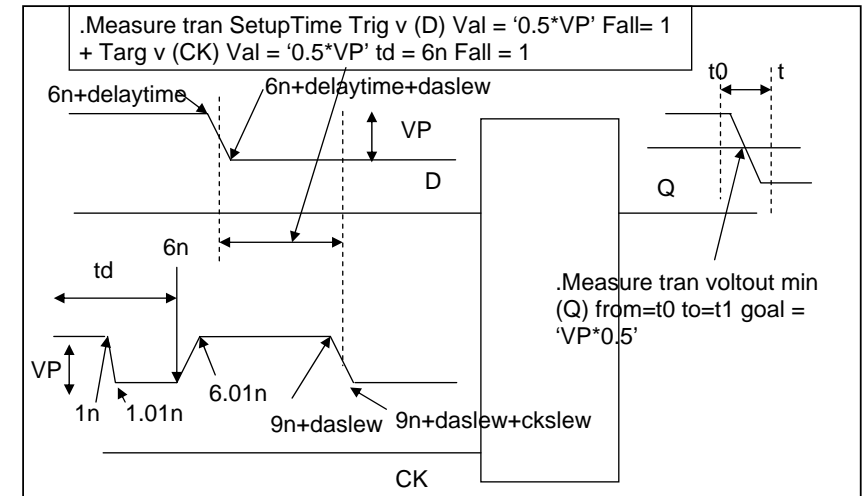 .Measure tran SetupTime Trig v (D) Val = ‘0.5*VP’ Fall= 1
+ Targ v (CK) Val = ‘0.5*VP’ td = 6n Fall = 1
t0
t
6n+delaytime
6n+delaytime+daslew
VP
D
Q
6n
td
.Measure tran voltout min
(Q) from=t0 to=t1 goal =
‘VP*0.5’
VP
1n
1.01n
6.01n
9n+daslew
9n+daslew+ckslew
CK